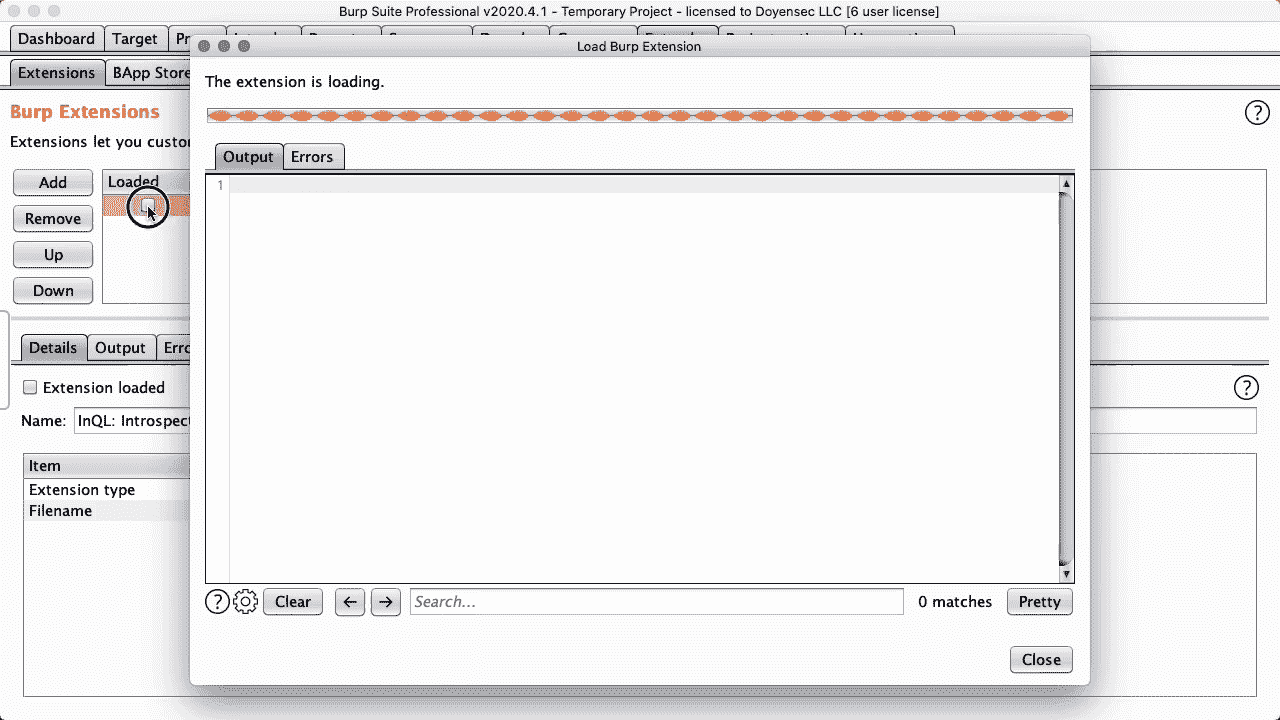 Burp Suite Professional v2020.4.1 - Temporary Project - licensed to Doyensec LLC [6 user license]
Dashboard Target
Load Burp Extension
Extensions BApp Store
The extension is loading.
Burp Extensions
?
Extensions let you custo
Output Errors
Add Loaded
1
Remove
Up
Down
Details Output Erro
Extension loaded
?
Name: InQL: Introspect
Item
Extension type
Filename
? Clear ← → Search... 0 matches Pretty
Close